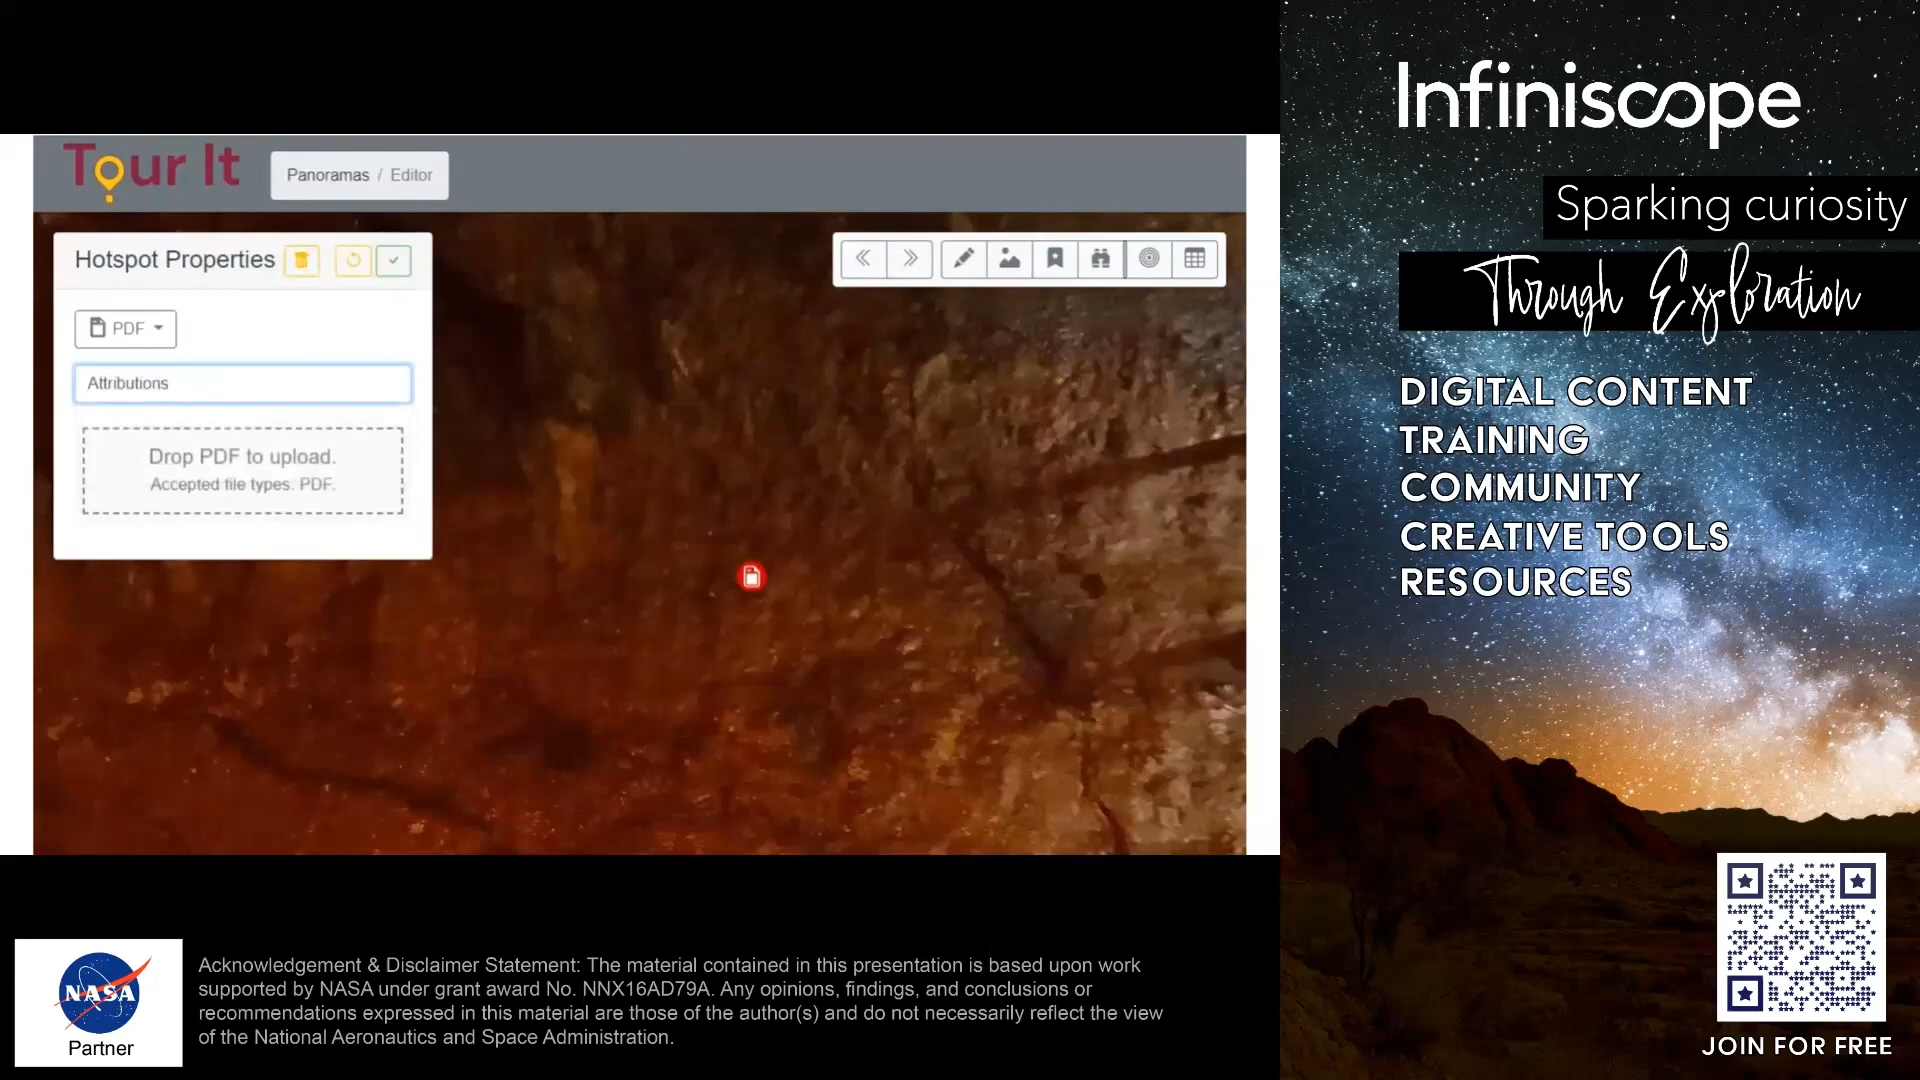 Tour It
Panoramas / Editor
Hotspot Properties
PDF
Attributions
Drop PDF to upload.
Accepted file types: PDF.
Infiniscope
Sparking curiosity
Through Exploration
DIGITAL CONTENT
TRAINING
COMMUNITY
CREATIVE TOOLS
RESOURCES
JOIN FOR FREE
NASA
Partner
Acknowledgement & Disclaimer Statement: The material contained in this presentation is based upon work
supported by NASA under grant award No. NNX16AD79A. Any opinions, findings, and conclusions or
recommendations expressed in this material are those of the author(s) and do not necessarily reflect the view
of the National Aeronautics and Space Administration.